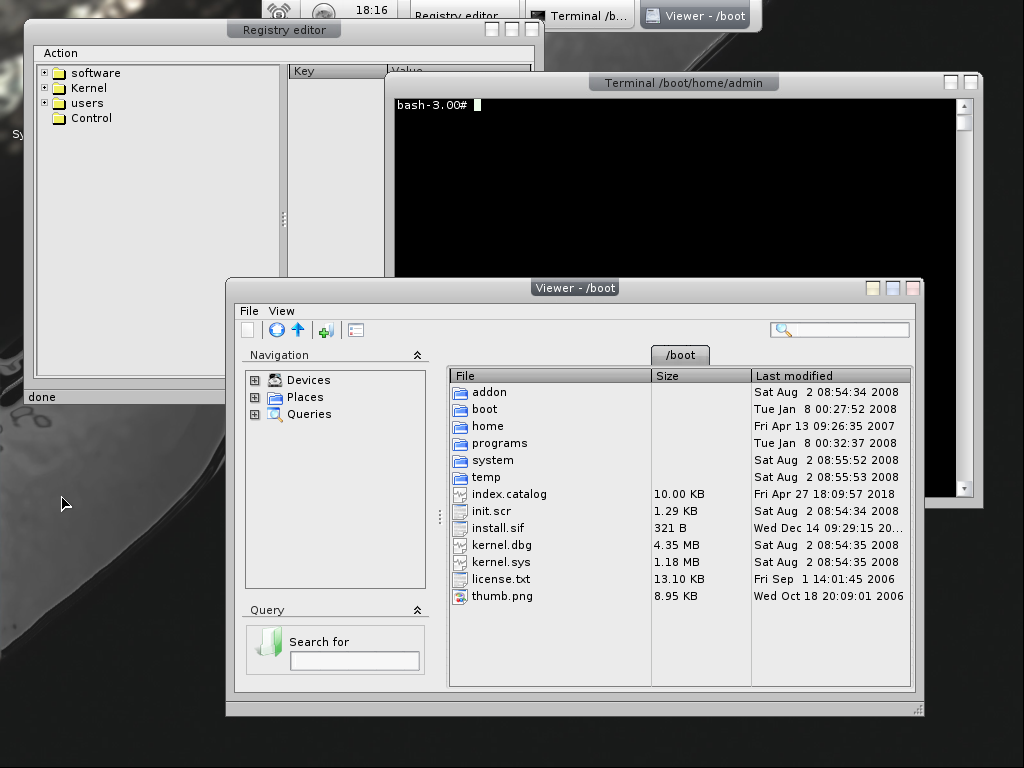 18:16
Registry editor
Terminal /b...
Viewer - /boot
Registry editor
Action
software
Kernel
users
Control
Key
Value
done
Sy
Terminal /boot/home/admin
bash-3.00#
Viewer - /boot
File View
Navigation
Devices
Places
Queries
Query
Search for
/boot
File Size Last modified
addon Sat Aug 2 08:54:34 2008
boot Tue Jan 8 00:27:52 2008
home Fri Apr 13 09:26:35 2007
programs Tue Jan 8 00:32:37 2008
system Sat Aug 2 08:55:52 2008
temp Sat Aug 2 08:55:53 2008
index.catalog 10.00 KB Fri Apr 27 18:09:57 2018
init.scr 1.29 KB Sat Aug 2 08:54:34 2008
install.sif 321 B Wed Dec 14 09:29:15 20...
kernel.dbg 4.35 MB Sat Aug 2 08:54:35 2008
kernel.sys 1.18 MB Sat Aug 2 08:54:35 2008
license.txt 13.10 KB Fri Sep 1 14:01:45 2006
thumb.png 8.95 KB Wed Oct 18 20:09:01 2006